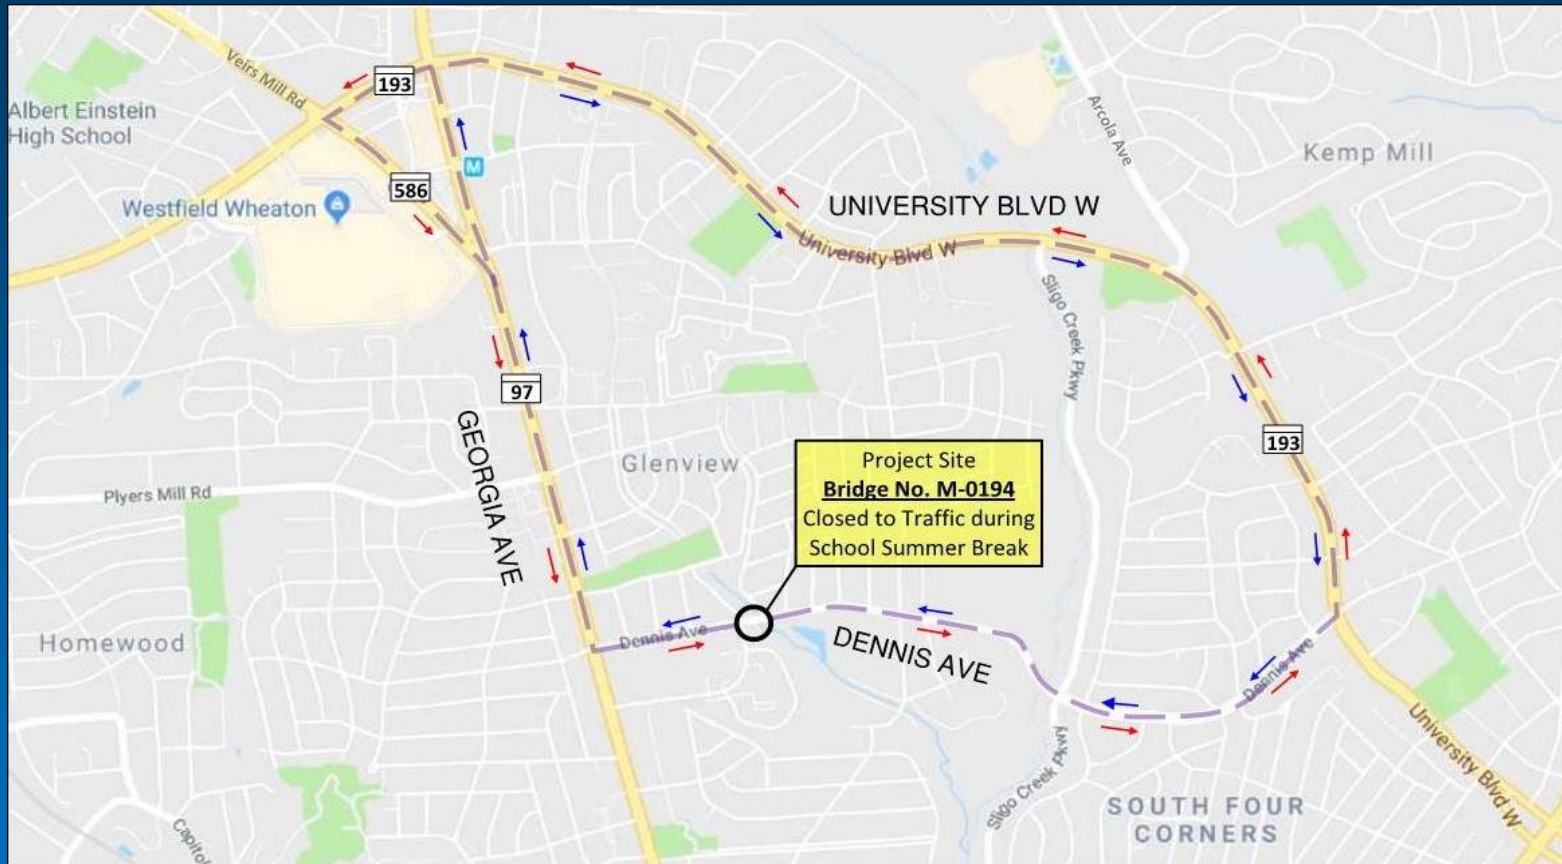 Veirs Mill Rd
193
Albert Einstein
High School
M
Arcola Ave
Kemp Mill
586
Westfield Wheaton
UNIVERSITY BLVD W
University Blvd W
Sligo Creek Pkwy
97
GEORGIA AVE
193
Glenview
Project Site
Bridge No. M-0194
Closed to Traffic during
School Summer Break
Plyers Mill Rd
Homewood
Dennis Ave
DENNIS AVE
Dennis Ave
University Blvd W
Sligo Creek Pkwy
SOUTH FOUR
CORNERS
Capitol